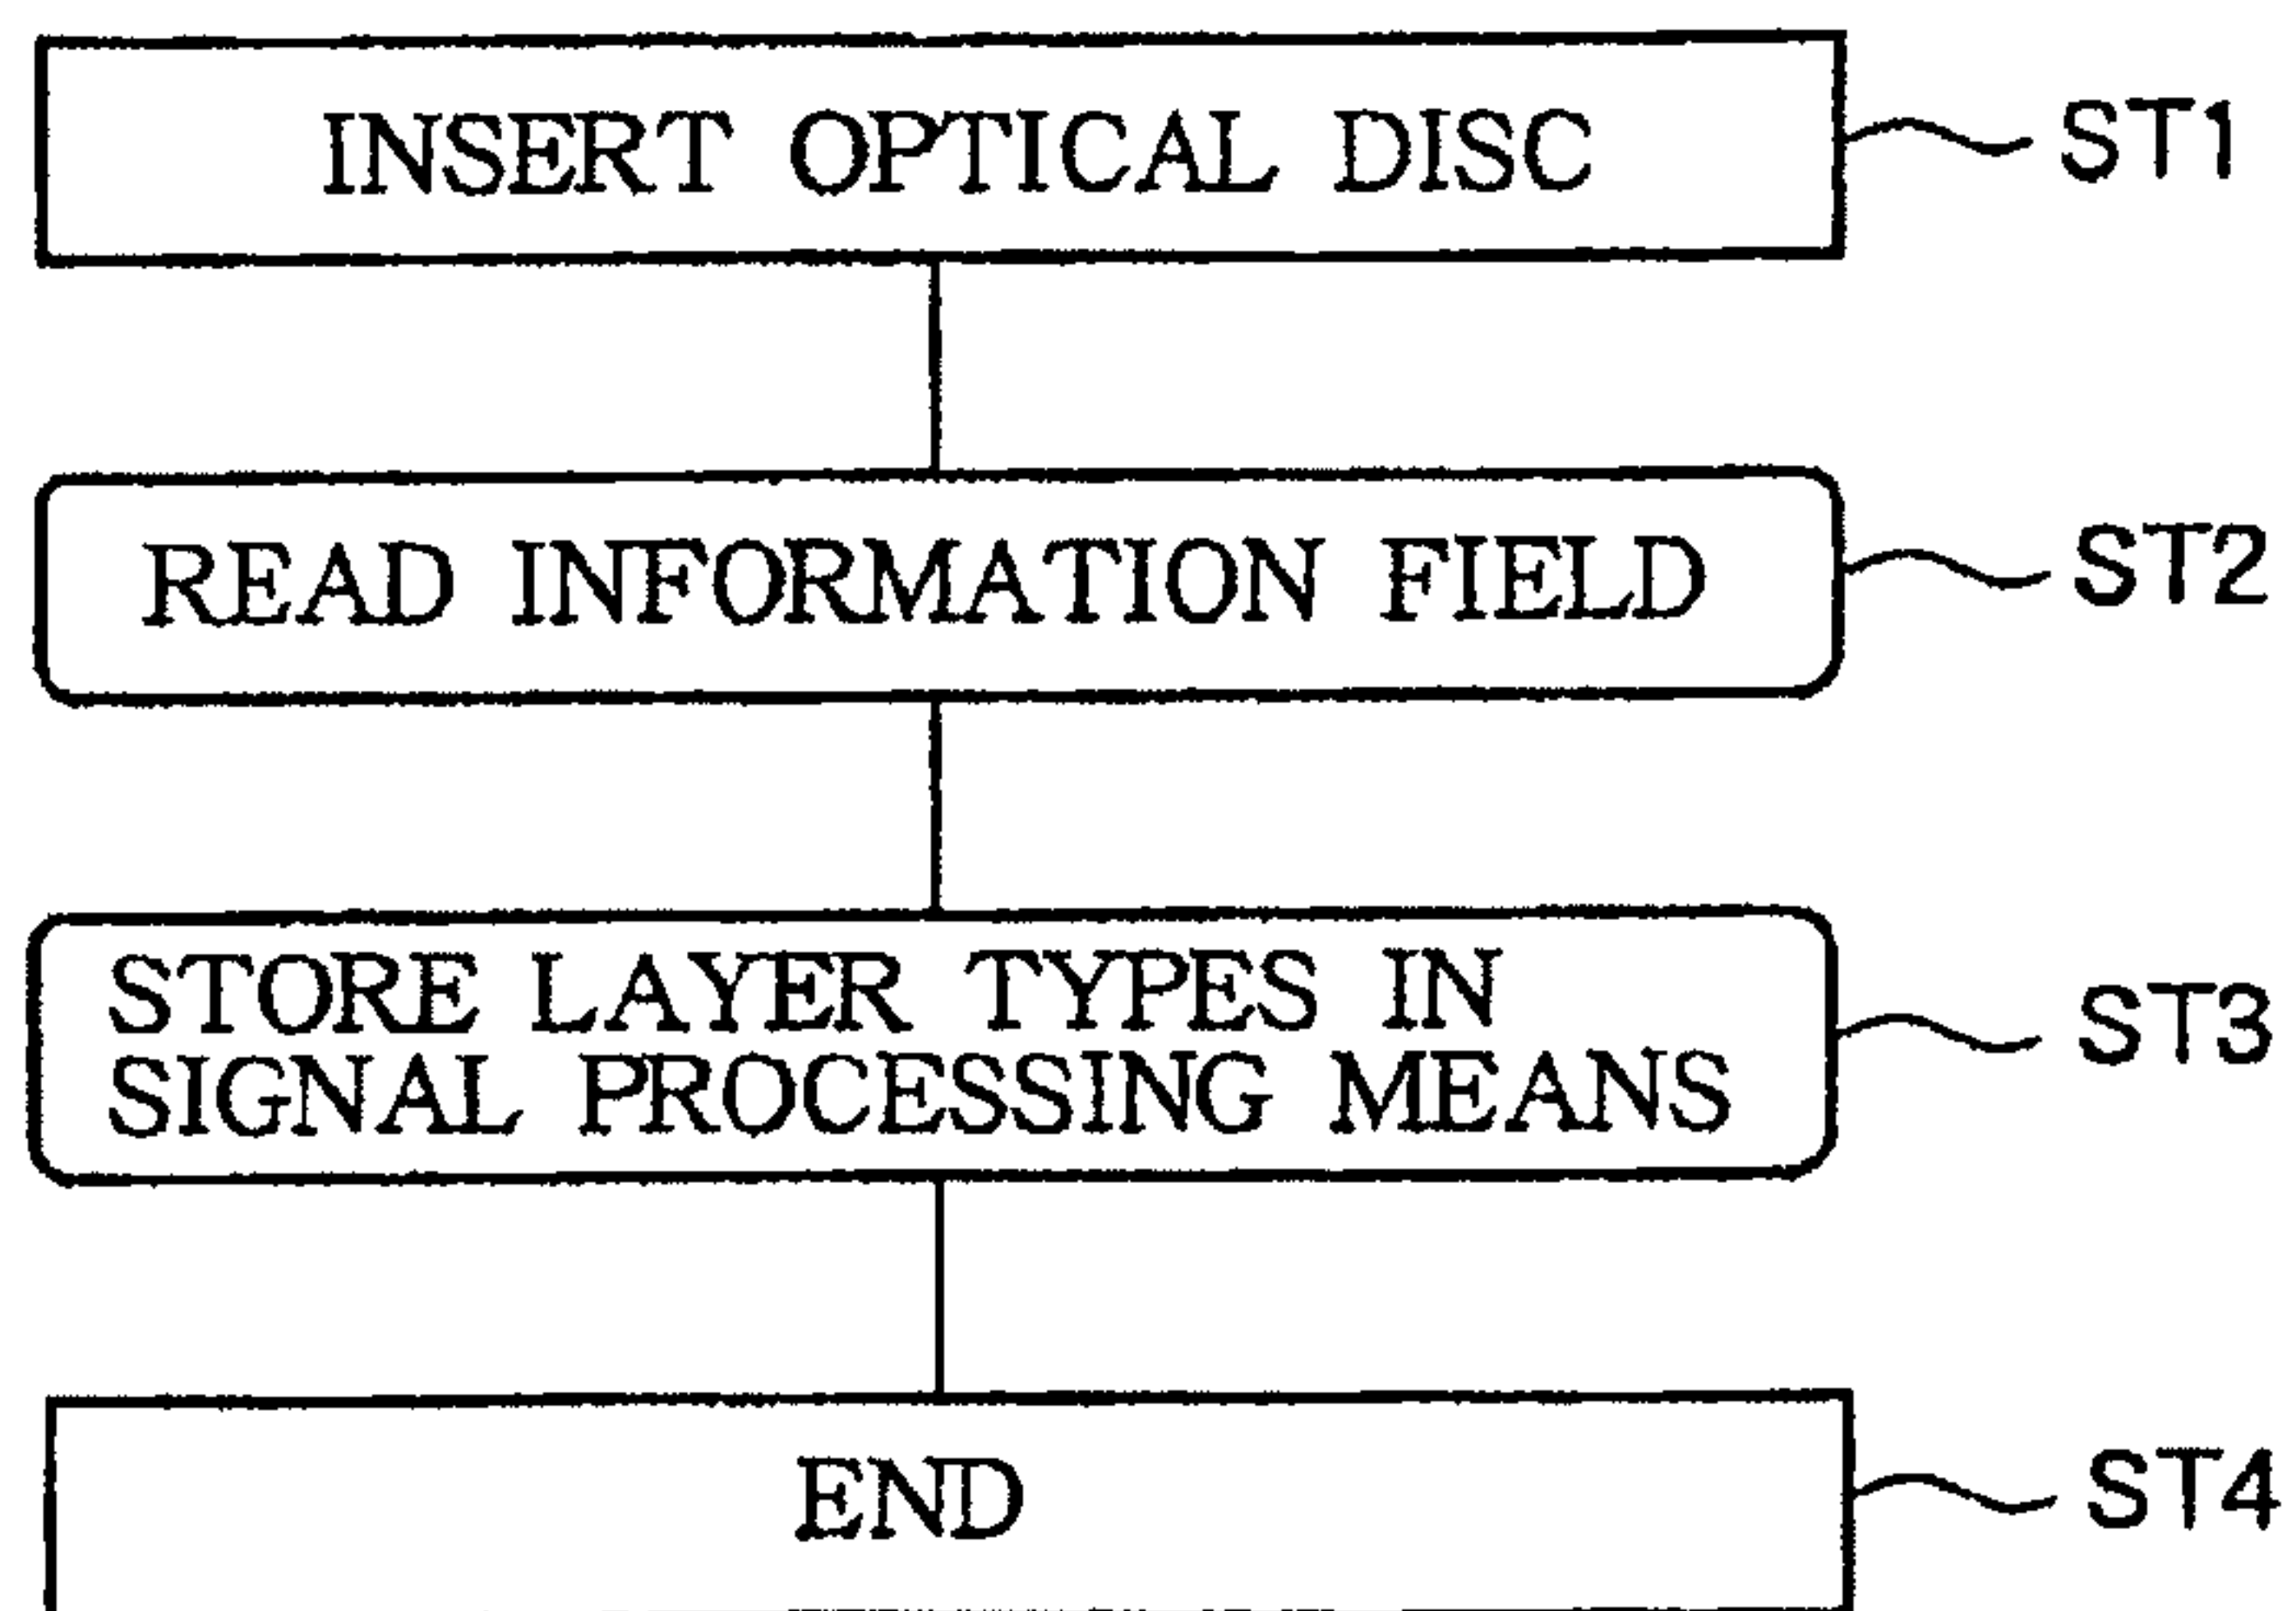 INSERT OPTICAL DISC ST1
READ INFORMATION FIELD ST2
STORE LAYER TYPES IN
SIGNAL PROCESSING MEANS ST3
END ST4